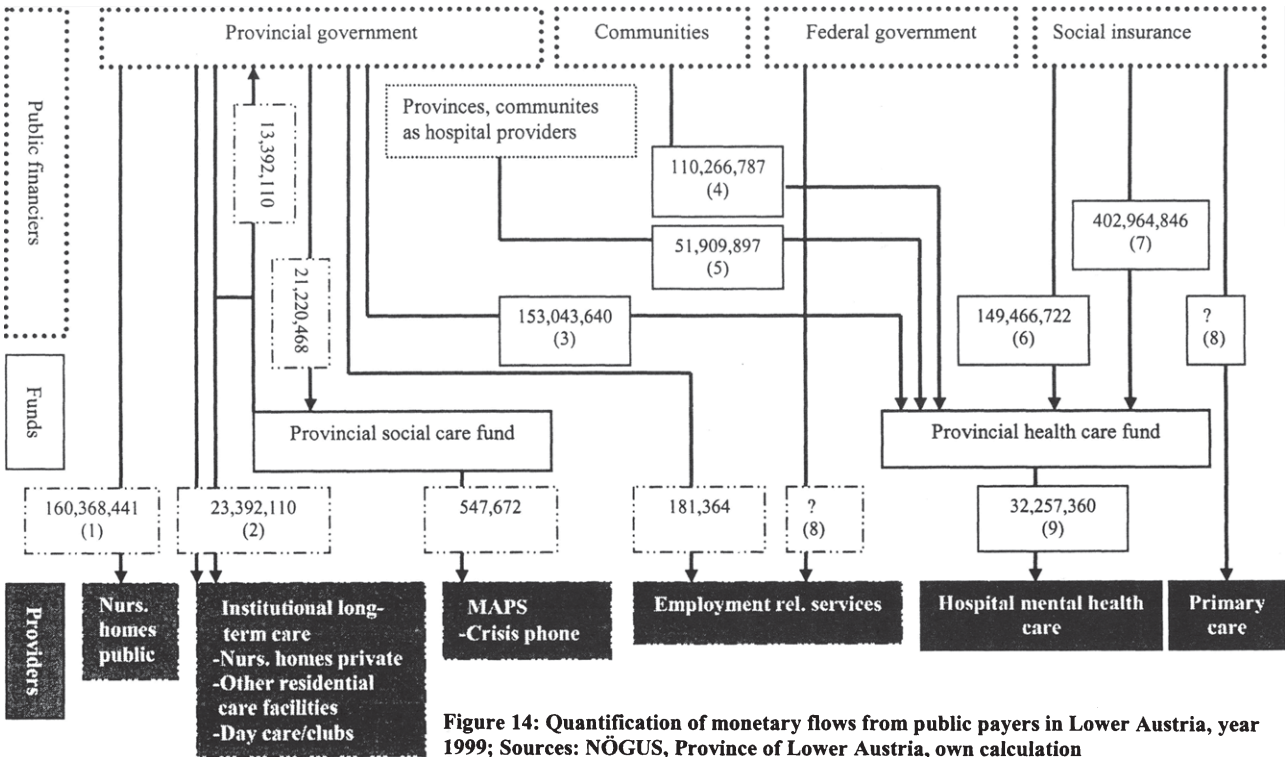 Public financiers
Provincial government
Communities
Federal government
Social insurance
Provinces, communites
as hospital providers
13,392,110
21,220,468
110,266,787
(4)
51,909,897
(5)
153,043,640
(3)
149,466,722
(6)
402,964,846
(7)
?
(8)
Funds
Provincial social care fund
Provincial health care fund
160,368,441
(1)
23,392,110
(2)
547,672
181,364
?
(8)
32,257,360
(9)
Providers
Nurs.
homes
public
Institutional long-
term care
-Nurs. homes private
-Other residential
care facilities
-Day care/clubs
MAPS
-Crisis phone
Employment rel. services
Hospital mental health
care
Primary
care
Figure 14: Quantification of monetary flows from public payers in Lower Austria, year
1999; Sources: NÖGUS, Province of Lower Austria, own calculation